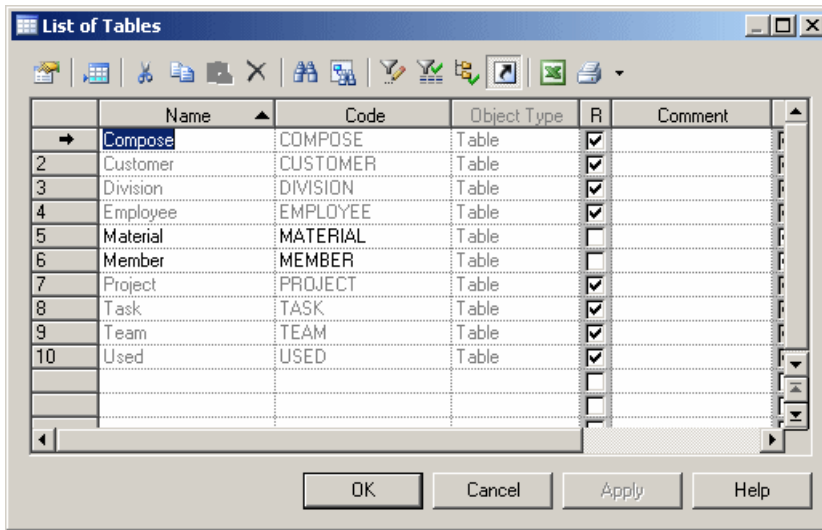 List of Tables
Name Code Object Type R Comment
Compose COMPOSE Table
2 Customer CUSTOMER Table
3 Division DIVISION Table
4 Employee EMPLOYEE Table
5 Material MATERIAL Table
6 Member MEMBER Table
7 Project PROJECT Table
8 Task TASK Table
9 Team TEAM Table
10 Used USED Table
OK Cancel Apply Help